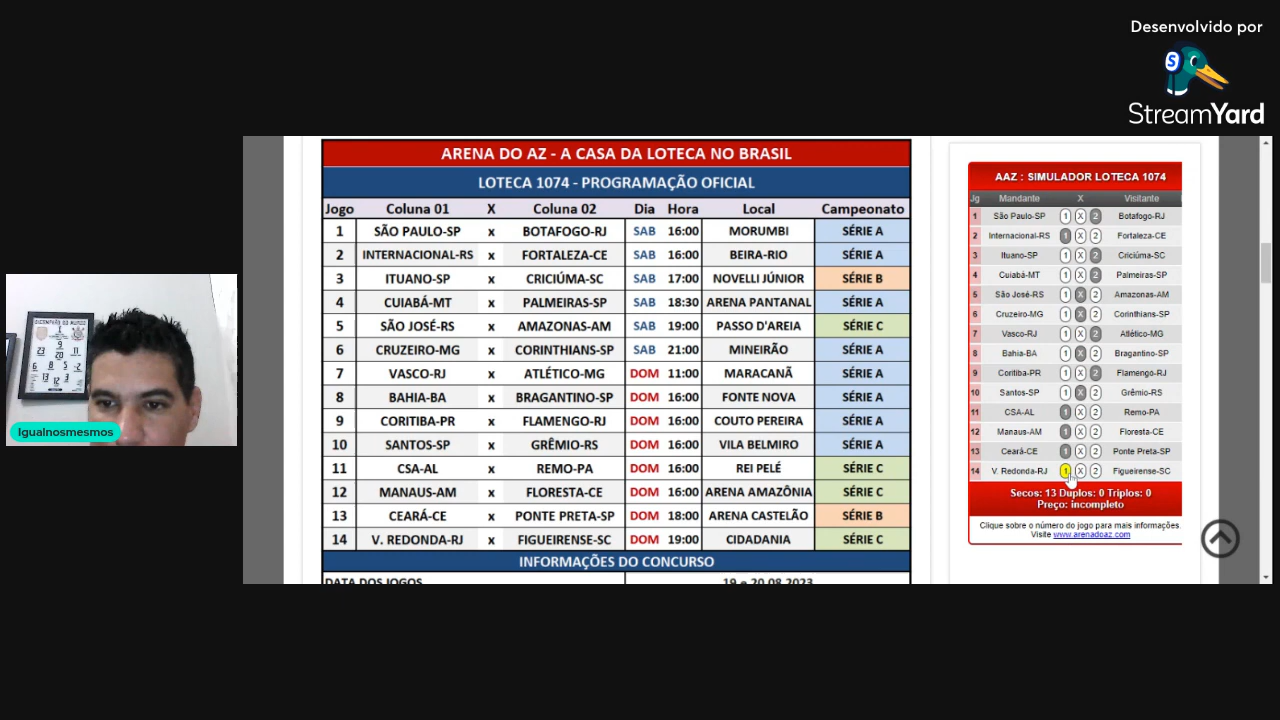 Desenvolvido por
StreamYard
ARENA DO AZ - A CASA DA LOTECA NO BRASIL
LOTECA 1074 - PROGRAMAÇÃO OFICIAL
Jogo Coluna 01 X Coluna 02 Dia Hora Local Campeonato
1 SÃO PAULO-SP x BOTAFOGO-RJ SAB 16:00 MORUMBI SÉRIE A
2 INTERNACIONAL-RS x FORTALEZA-CE SAB 16:00 BEIRA-RIO SÉRIE A
3 ITUANO-SP x CRICIÚMA-SC SAB 17:00 NOVELLI JÚNIOR SÉRIE B
4 CUIABÁ-MT x PALMEIRAS-SP SAB 18:30 ARENA PANTANAL SÉRIE A
5 SÃO JOSÉ-RS x AMAZONAS-AM SAB 19:00 PASSO D'AREIA SÉRIE C
6 CRUZEIRO-MG x CORINTHIANS-SP SAB 21:00 MINEIRÃO SÉRIE A
7 VASCO-RJ x ATLÉTICO-MG DOM 11:00 MARACANÃ SÉRIE A
8 BAHIA-BA x BRAGANTINO-SP DOM 16:00 FONTE NOVA SÉRIE A
9 CORITIBA-PR x FLAMENGO-RJ DOM 16:00 COUTO PEREIRA SÉRIE A
10 SANTOS-SP x GRÊMIO-RS DOM 16:00 VILA BELMIRO SÉRIE A
11 CSA-AL x REMO-PA DOM 16:00 REI PELÉ SÉRIE C
12 MANAUS-AM x FLORESTA-CE DOM 16:00 ARENA AMAZÔNIA SÉRIE C
13 CEARÁ-CE x PONTE PRETA-SP DOM 18:00 ARENA CASTELÃO SÉRIE B
14 V. REDONDA-RJ x FIGUEIRENSE-SC DOM 19:00 CIDADANIA SÉRIE C
INFORMAÇÕES DO CONCURSO
DATA DOS JOGOS 19 e 20.08.2023
AAZ : SIMULADOR LOTECA 1074
Jg Mandante X Visitante
1 São Paulo-SP 1 X 2 Botafogo-RJ
2 Internacional-RS 1 X 2 Fortaleza-CE
3 Ituano-SP 1 X 2 Criciúma-SC
4 Cuiabá-MT 1 X 2 Palmeiras-SP
5 São José-RS 1 X 2 Amazonas-AM
6 Cruzeiro-MG 1 X 2 Corinthians-SP
7 Vasco-RJ 1 X 2 Atlético-MG
8 Bahia-BA 1 X 2 Bragantino-SP
9 Coritiba-PR 1 X 2 Flamengo-RJ
10 Santos-SP 1 X 2 Grêmio-RS
11 CSA-AL 1 X 2 Remo-PA
12 Manaus-AM 1 X 2 Floresta-CE
13 Ceará-CE 1 X 2 Ponte Preta-SP
14 V. Redonda-RJ 1 X 2 Figueirense-SC
Secos: 13 Duplos: 0 Triplos: 0
Preço: incompleto
Clique sobre o número do jogo para mais informações.
Visite www.arenadoaz.com
Igualnosmesmos